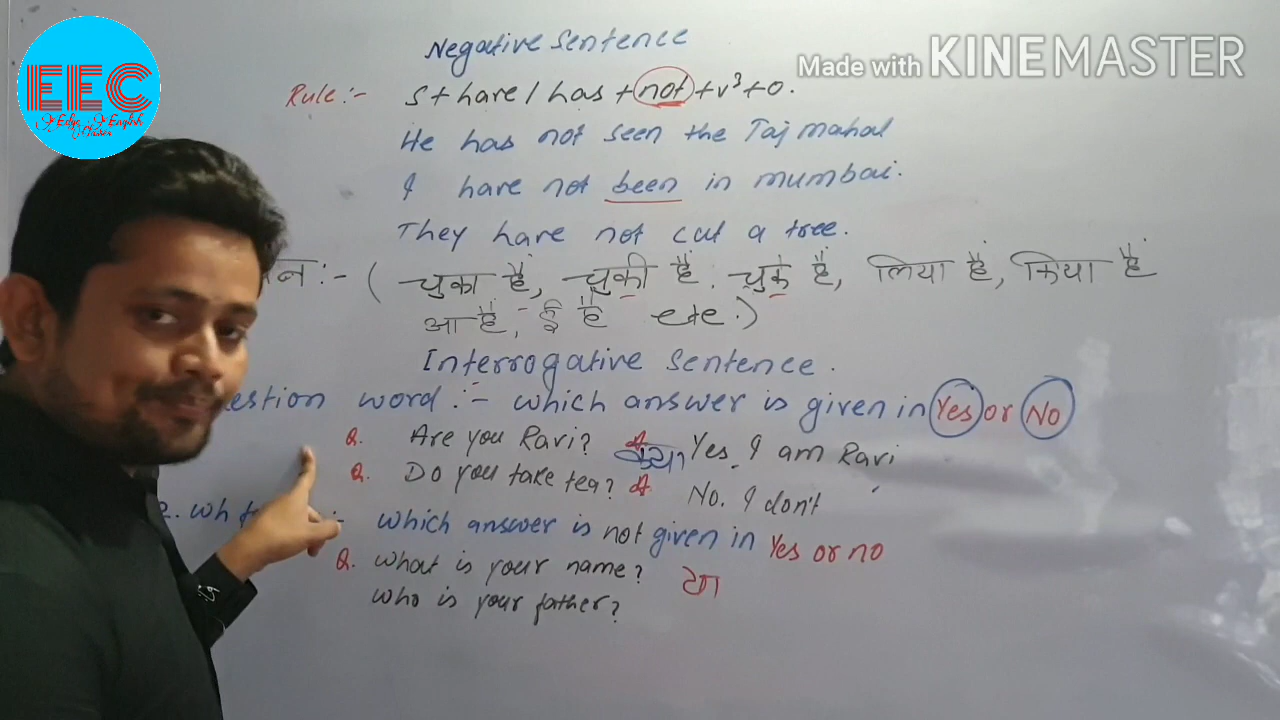 EEC
Made with KINEMASTER
Negative Sentence
Rule:- S + have / has + not + v³ + o.
He has not seen the Taj mahal
I have not been in mumbai.
They have not cut a tree.
:- ( चुका है, चुकी है. चुके हैं, लिया है, किया है
आ है, ई है etc.)
Interrogative Sentence.
estion word :- which answer is given in Yes or No
Q. Are you Ravi? A क्या Yes, I am Ravi
Q. Do you take tea? A. No. I don't
2. wh :- which answer is not given in Yes or no
Q. What is your name?
Who is your father?